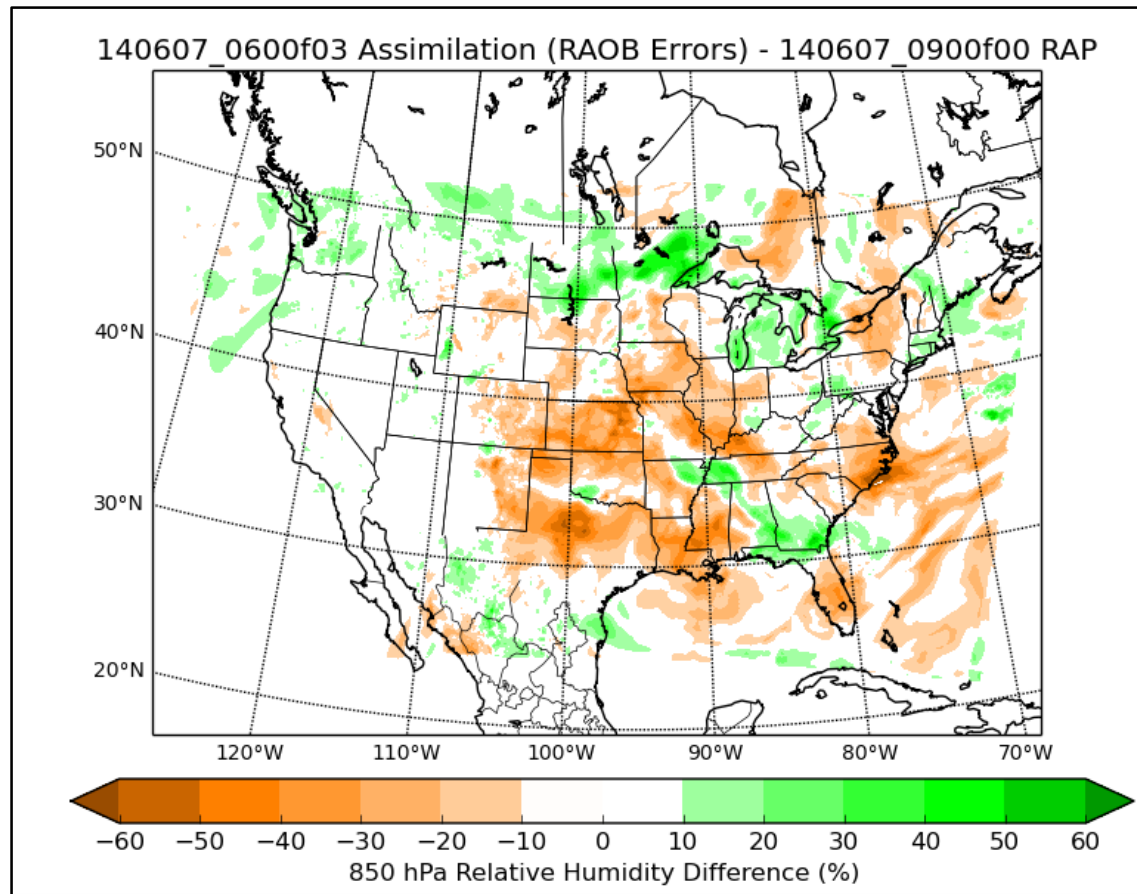 140607_0600f03 Assimilation (RAOB Errors) - 140607_0900f00 RAP
50°N
40°N
30°N
20°N
120°W 110°W 100°W 90°W 80°W 70°W
−60 −50 −40 −30 −20 −10 0 10 20 30 40 50 60
850 hPa Relative Humidity Difference (%)